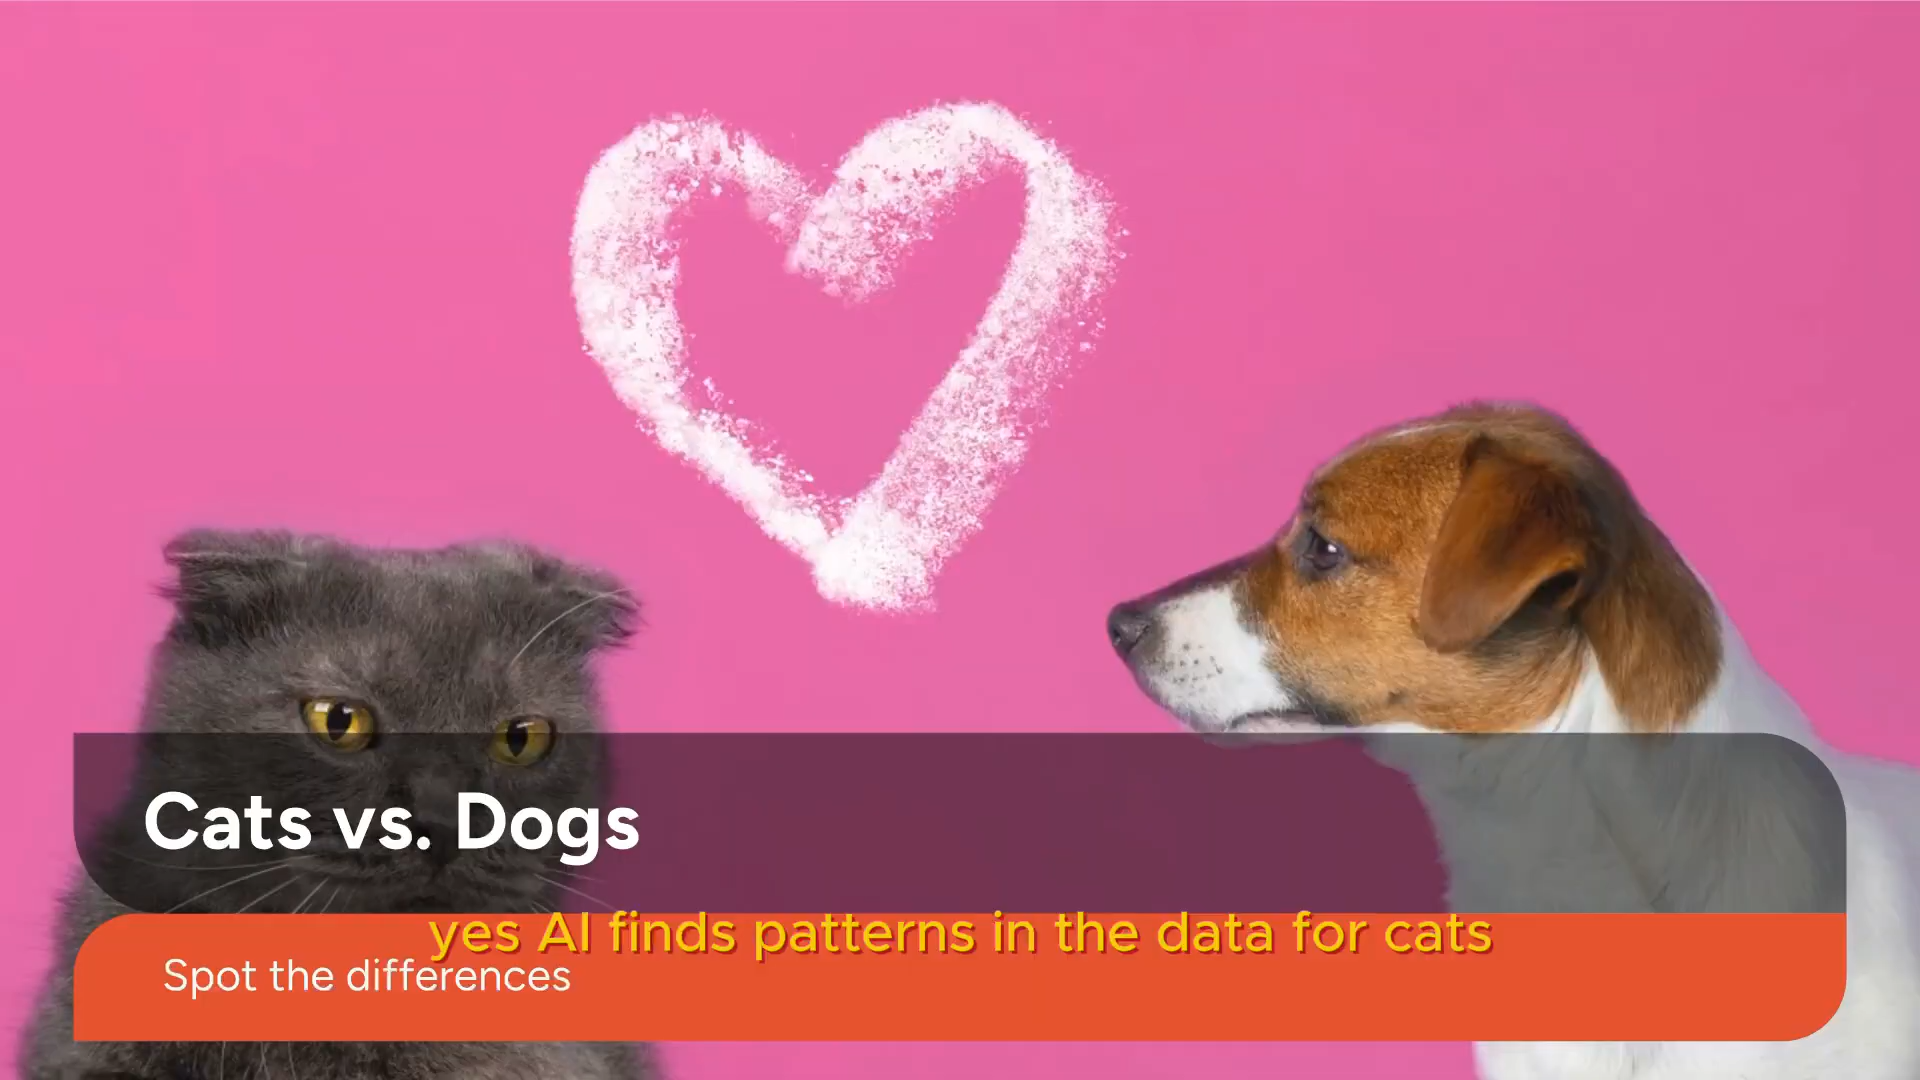 Cats vs. Dogs
yes AI finds patterns in the data for cats
Spot the differences